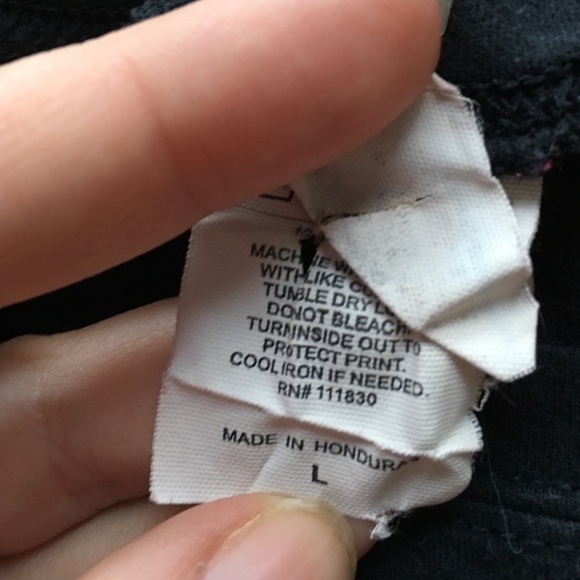 MACHINE
WITH LIKE
TUMBLE DRY
DO NOT BLEACH.
TURN INSIDE OUT TO
PROTECT PRINT.
COOL IRON IF NEEDED.
RN# 111830
MADE IN HONDURAS
L